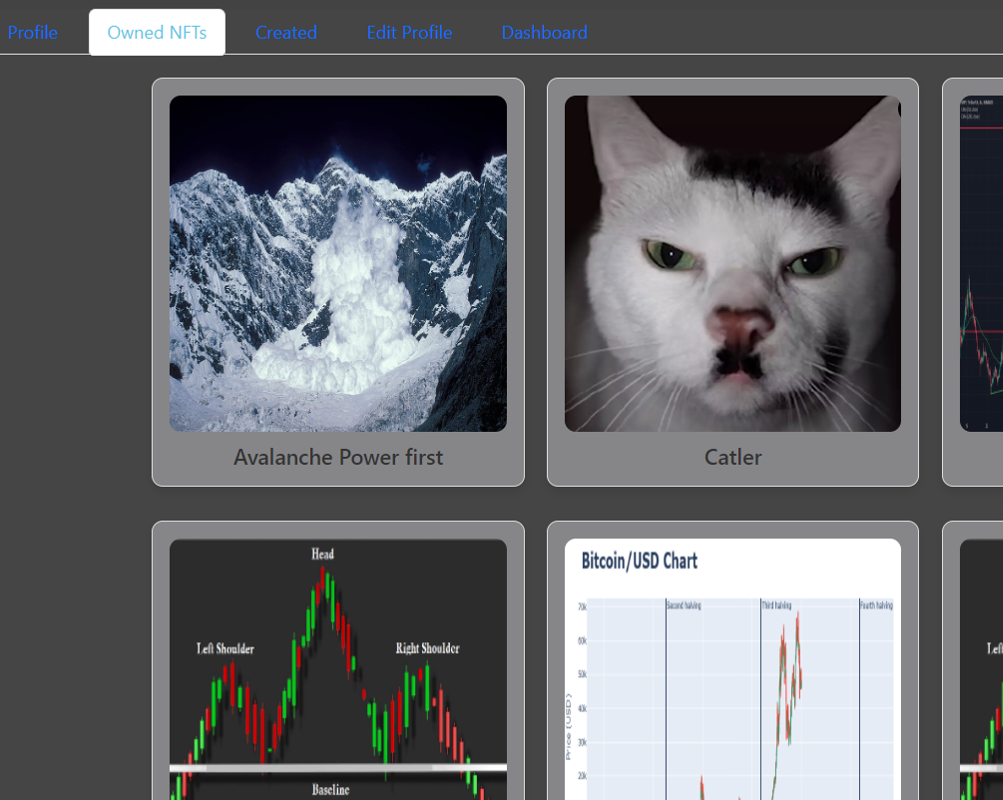 Profile
Owned NFTs
Created
Edit Profile
Dashboard
Avalanche Power first
Catler
Head
Left Shoulder
Right Shoulder
Baseline
Bitcoin/USD Chart
Second halving
Third halving
Fourth halving
70k
60k
50k
40k
30k
20k
Price (USD)